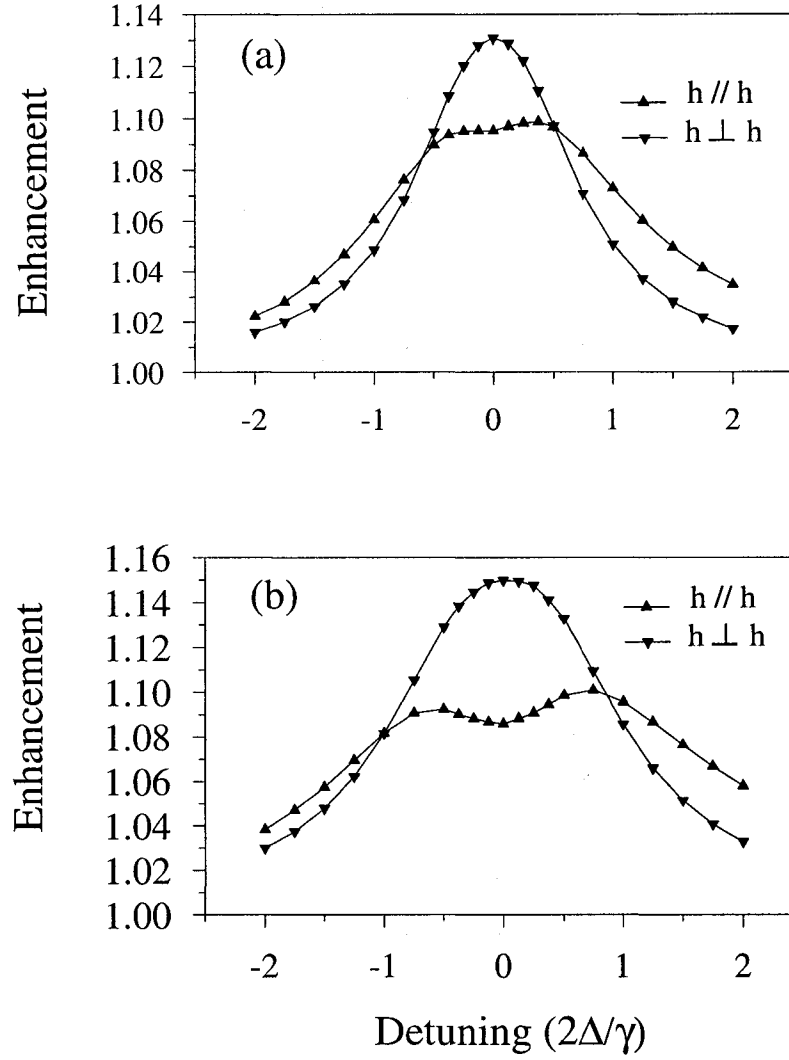 1.14
(a)
1.12
h // h
h ⊥ h
1.10
1.08
1.06
1.04
1.02
1.00
Enhancement
-2 -1 0 1 2
1.16
(b)
1.14
h // h
h ⊥ h
1.12
1.10
1.08
1.06
1.04
1.02
1.00
Enhancement
-2 -1 0 1 2
Detuning (2Δ/γ)